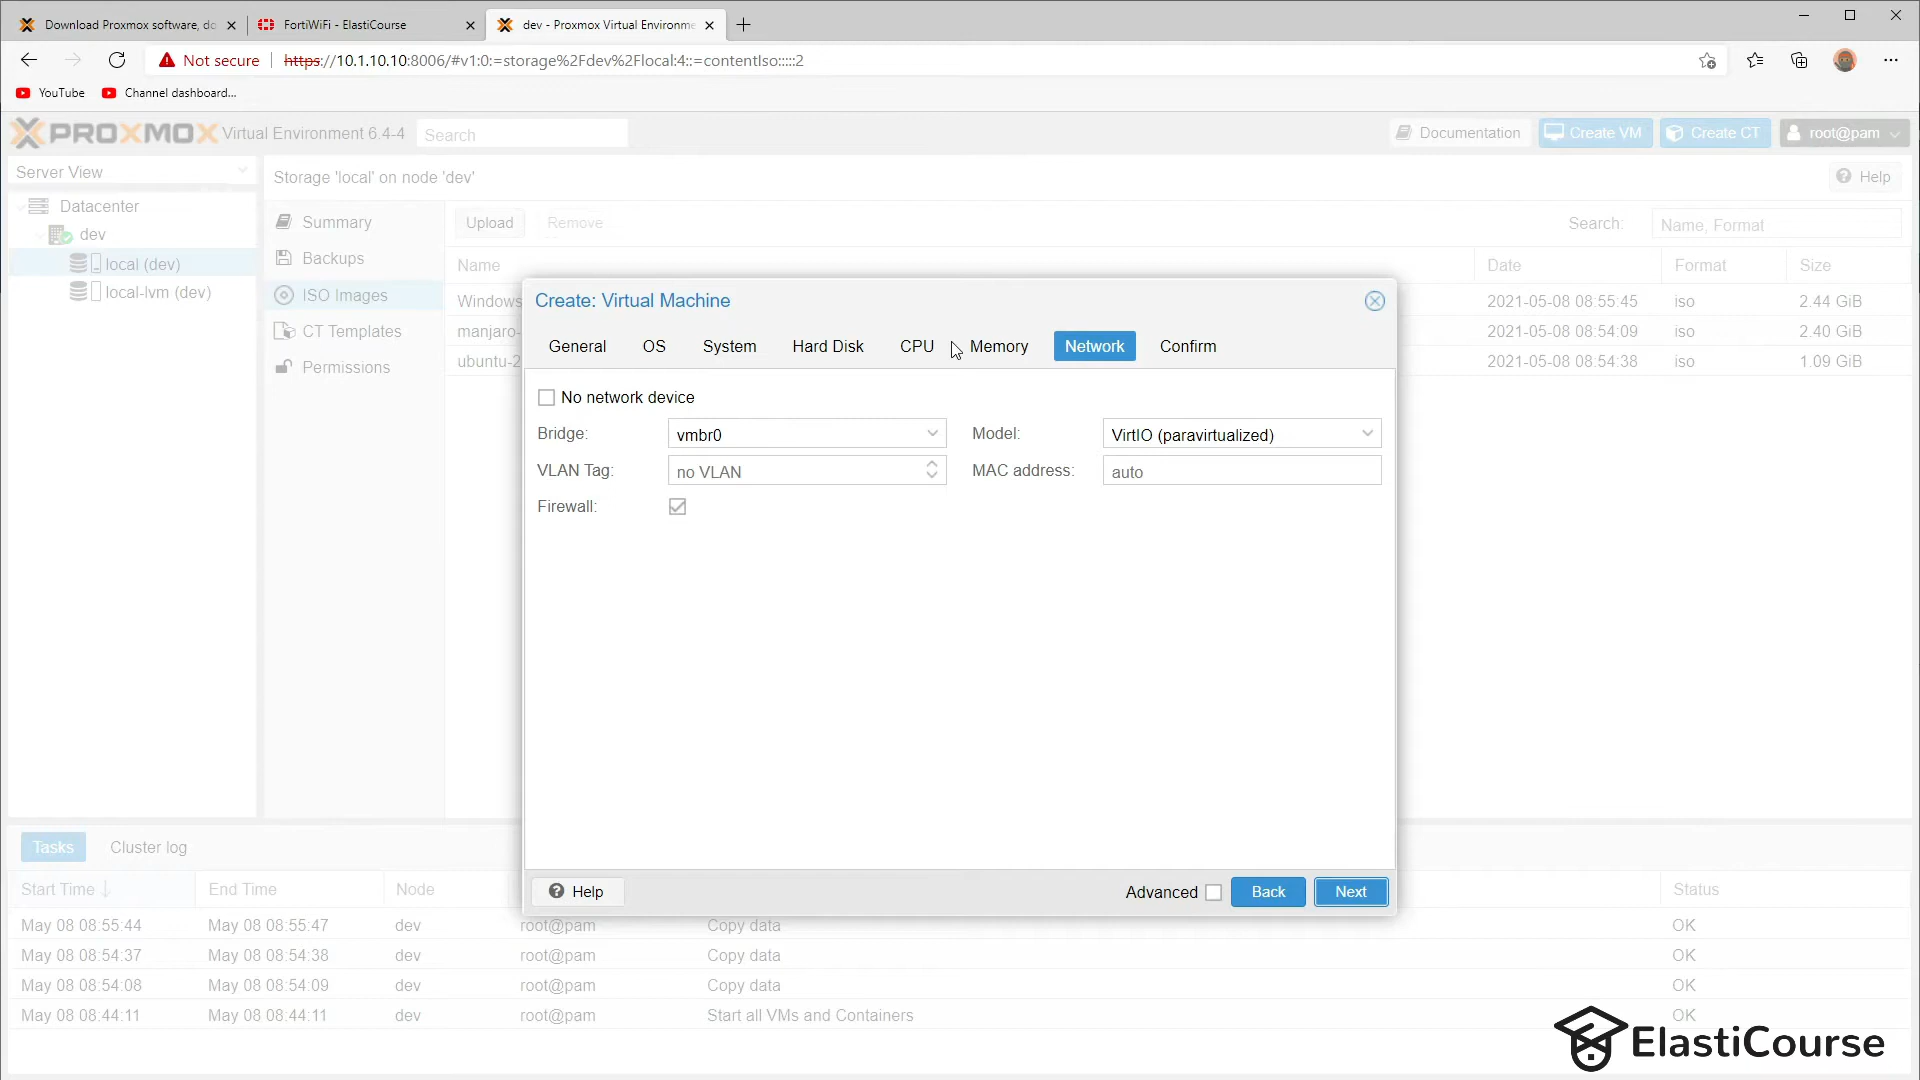 Download Proxmox software, do
FortiWiFi - ElastiCourse
dev - Proxmox Virtual Environme
Not secure
https://10.1.10.10:8006/#v1:0:=storage%2Fdev%2Flocal:4::=contentIso:::::2
YouTube
Channel dashboard...
PROXMOX Virtual Environment 6.4-4
Search
Documentation
Create VM
Create CT
root@pam
Server View
Storage 'local' on node 'dev'
Help
Datacenter
dev
local (dev)
local-lvm (dev)
Summary
Backups
ISO Images
CT Templates
Permissions
Upload
Remove
Search:
Name, Format
Name
Date
Format
Size
Windows
2021-05-08 08:55:45
iso
2.44 GiB
manjaro-
2021-05-08 08:54:09
iso
2.40 GiB
ubuntu-2
2021-05-08 08:54:38
iso
1.09 GiB
Create: Virtual Machine
General
OS
System
Hard Disk
CPU
Memory
Network
Confirm
No network device
Bridge:
vmbr0
Model:
VirtIO (paravirtualized)
VLAN Tag:
no VLAN
MAC address:
auto
Firewall:
Help
Advanced
Back
Next
Tasks
Cluster log
Start Time
End Time
Node
Status
May 08 08:55:44
May 08 08:55:47
dev
root@pam
Copy data
OK
May 08 08:54:37
May 08 08:54:38
dev
root@pam
Copy data
OK
May 08 08:54:08
May 08 08:54:09
dev
root@pam
Copy data
OK
May 08 08:44:11
May 08 08:44:11
dev
root@pam
Start all VMs and Containers
OK
ElastiCourse